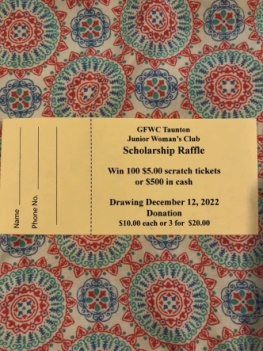 GFWC Taunton
Junior Woman's Club
Scholarship Raffle
Win 100 $5.00 scratch tickets
or $500 in cash
Drawing December 12, 2022
Donation
$10.00 each or 3 for $20.00
Name
Phone No.